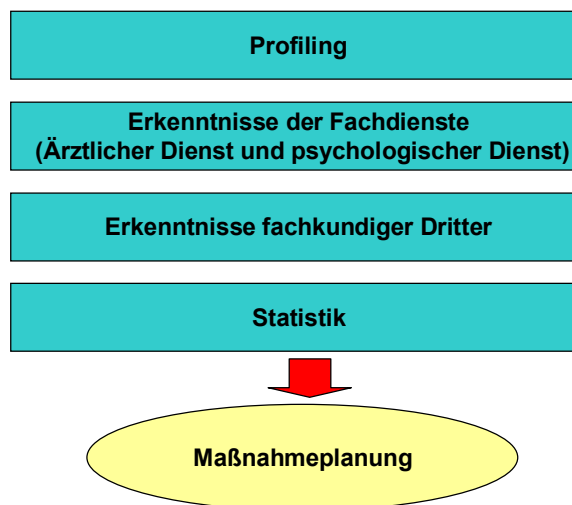 Profiling
Erkenntnisse der Fachdienste
(Ärztlicher Dienst und psychologischer Dienst)
Erkenntnisse fachkundiger Dritter
Statistik
Maßnahmeplanung